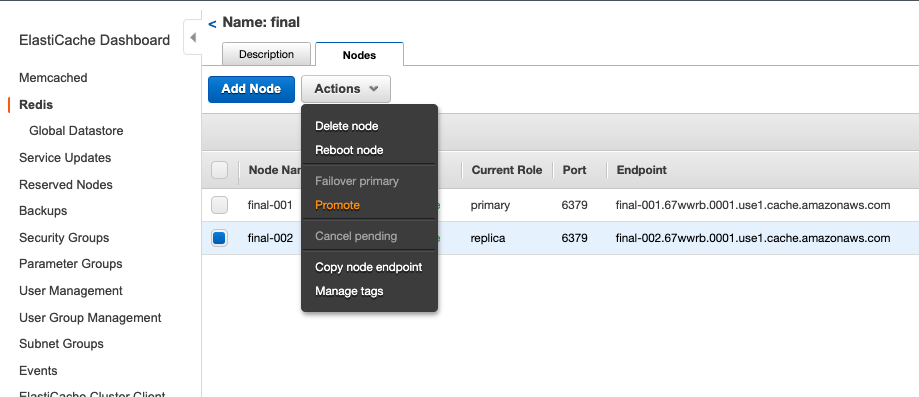 ElastiCache Dashboard
Memcached
Redis
Global Datastore
Service Updates
Reserved Nodes
Backups
Security Groups
Parameter Groups
User Management
User Group Management
Subnet Groups
Events
ElastiCache Cluster Client
< Name: final
Description Nodes
Add Node Actions
Delete node
Reboot node
Failover primary
Promote
Cancel pending
Copy node endpoint
Manage tags
Node Current Role Port Endpoint
final-001 primary 6379 final-001.67wwrb.0001.use1.cache.amazonaws.com
final-002 replica 6379 final-002.67wwrb.0001.use1.cache.amazonaws.com